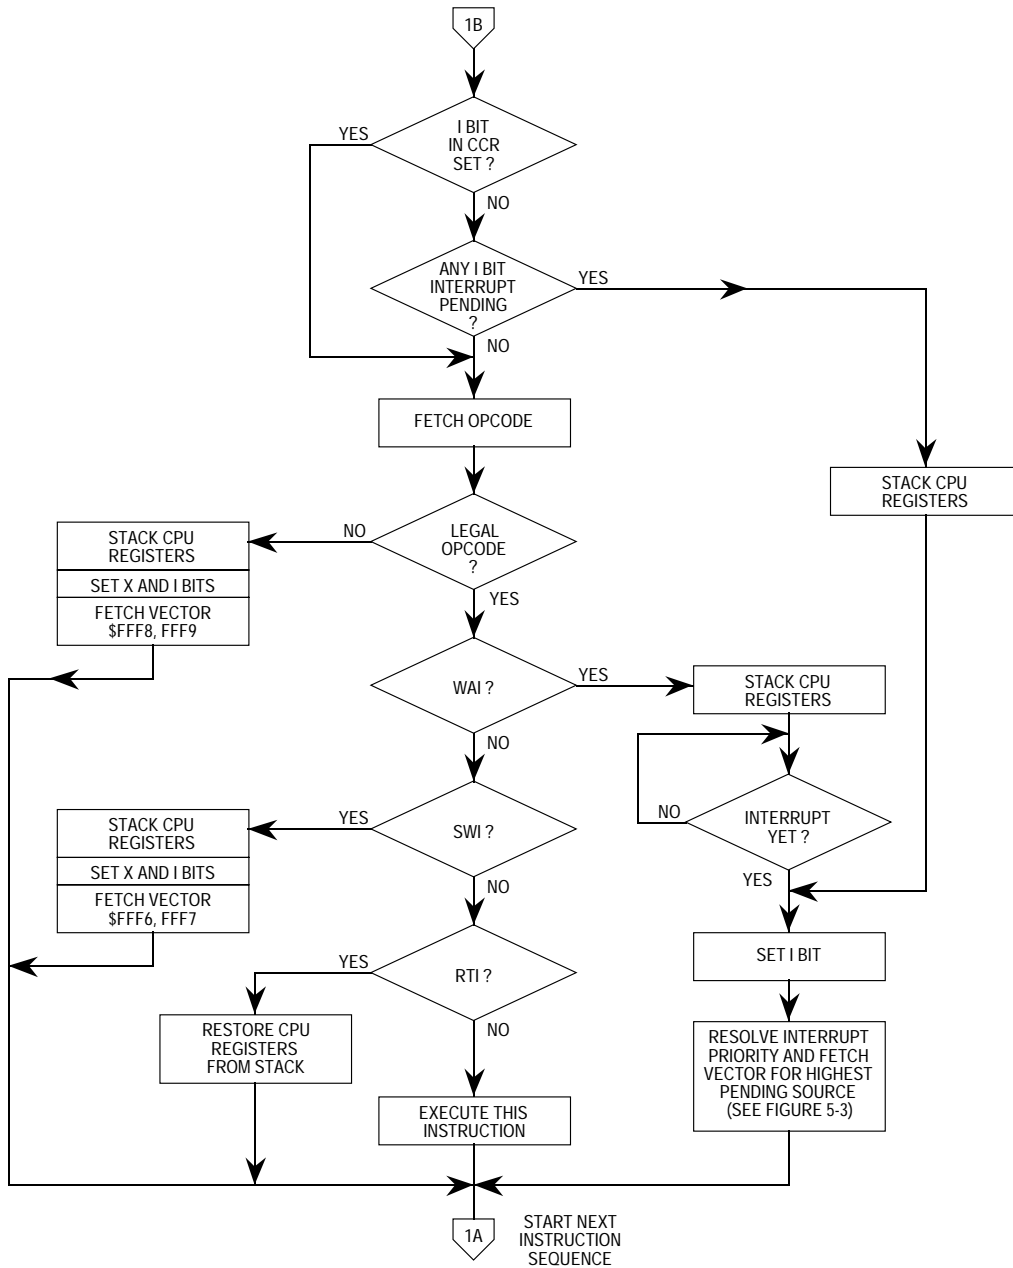 1B
I BIT
IN CCR
SET ?
YES
NO
ANY I BIT
INTERRUPT
PENDING
?
YES
NO
FETCH OPCODE
STACK CPU
REGISTERS
LEGAL
OPCODE
?
NO
YES
STACK CPU
REGISTERS
SET X AND I BITS
FETCH VECTOR
$FFF8, FFF9
WAI ?
YES
NO
STACK CPU
REGISTERS
INTERRUPT
YET ?
NO
YES
SWI ?
YES
NO
STACK CPU
REGISTERS
SET X AND I BITS
FETCH VECTOR
$FFF6, FFF7
SET I BIT
RTI ?
YES
NO
RESTORE CPU
REGISTERS
FROM STACK
RESOLVE INTERRUPT
PRIORITY AND FETCH
VECTOR FOR HIGHEST
PENDING SOURCE
(SEE FIGURE 5-3)
EXECUTE THIS
INSTRUCTION
1A
START NEXT
INSTRUCTION
SEQUENCE